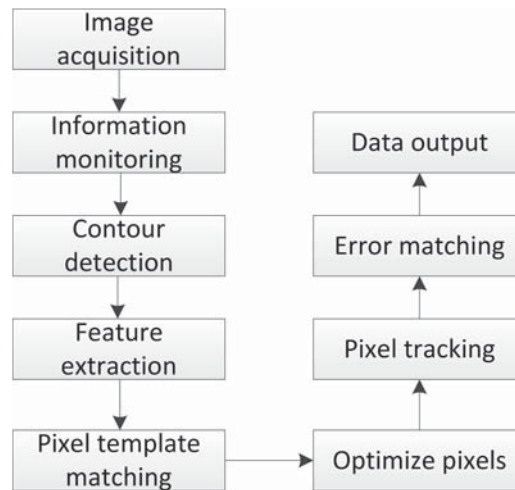 Image
acquisition
Information
monitoring
Contour
detection
Feature
extraction
Pixel template
matching
Optimize pixels
Pixel tracking
Error matching
Data output